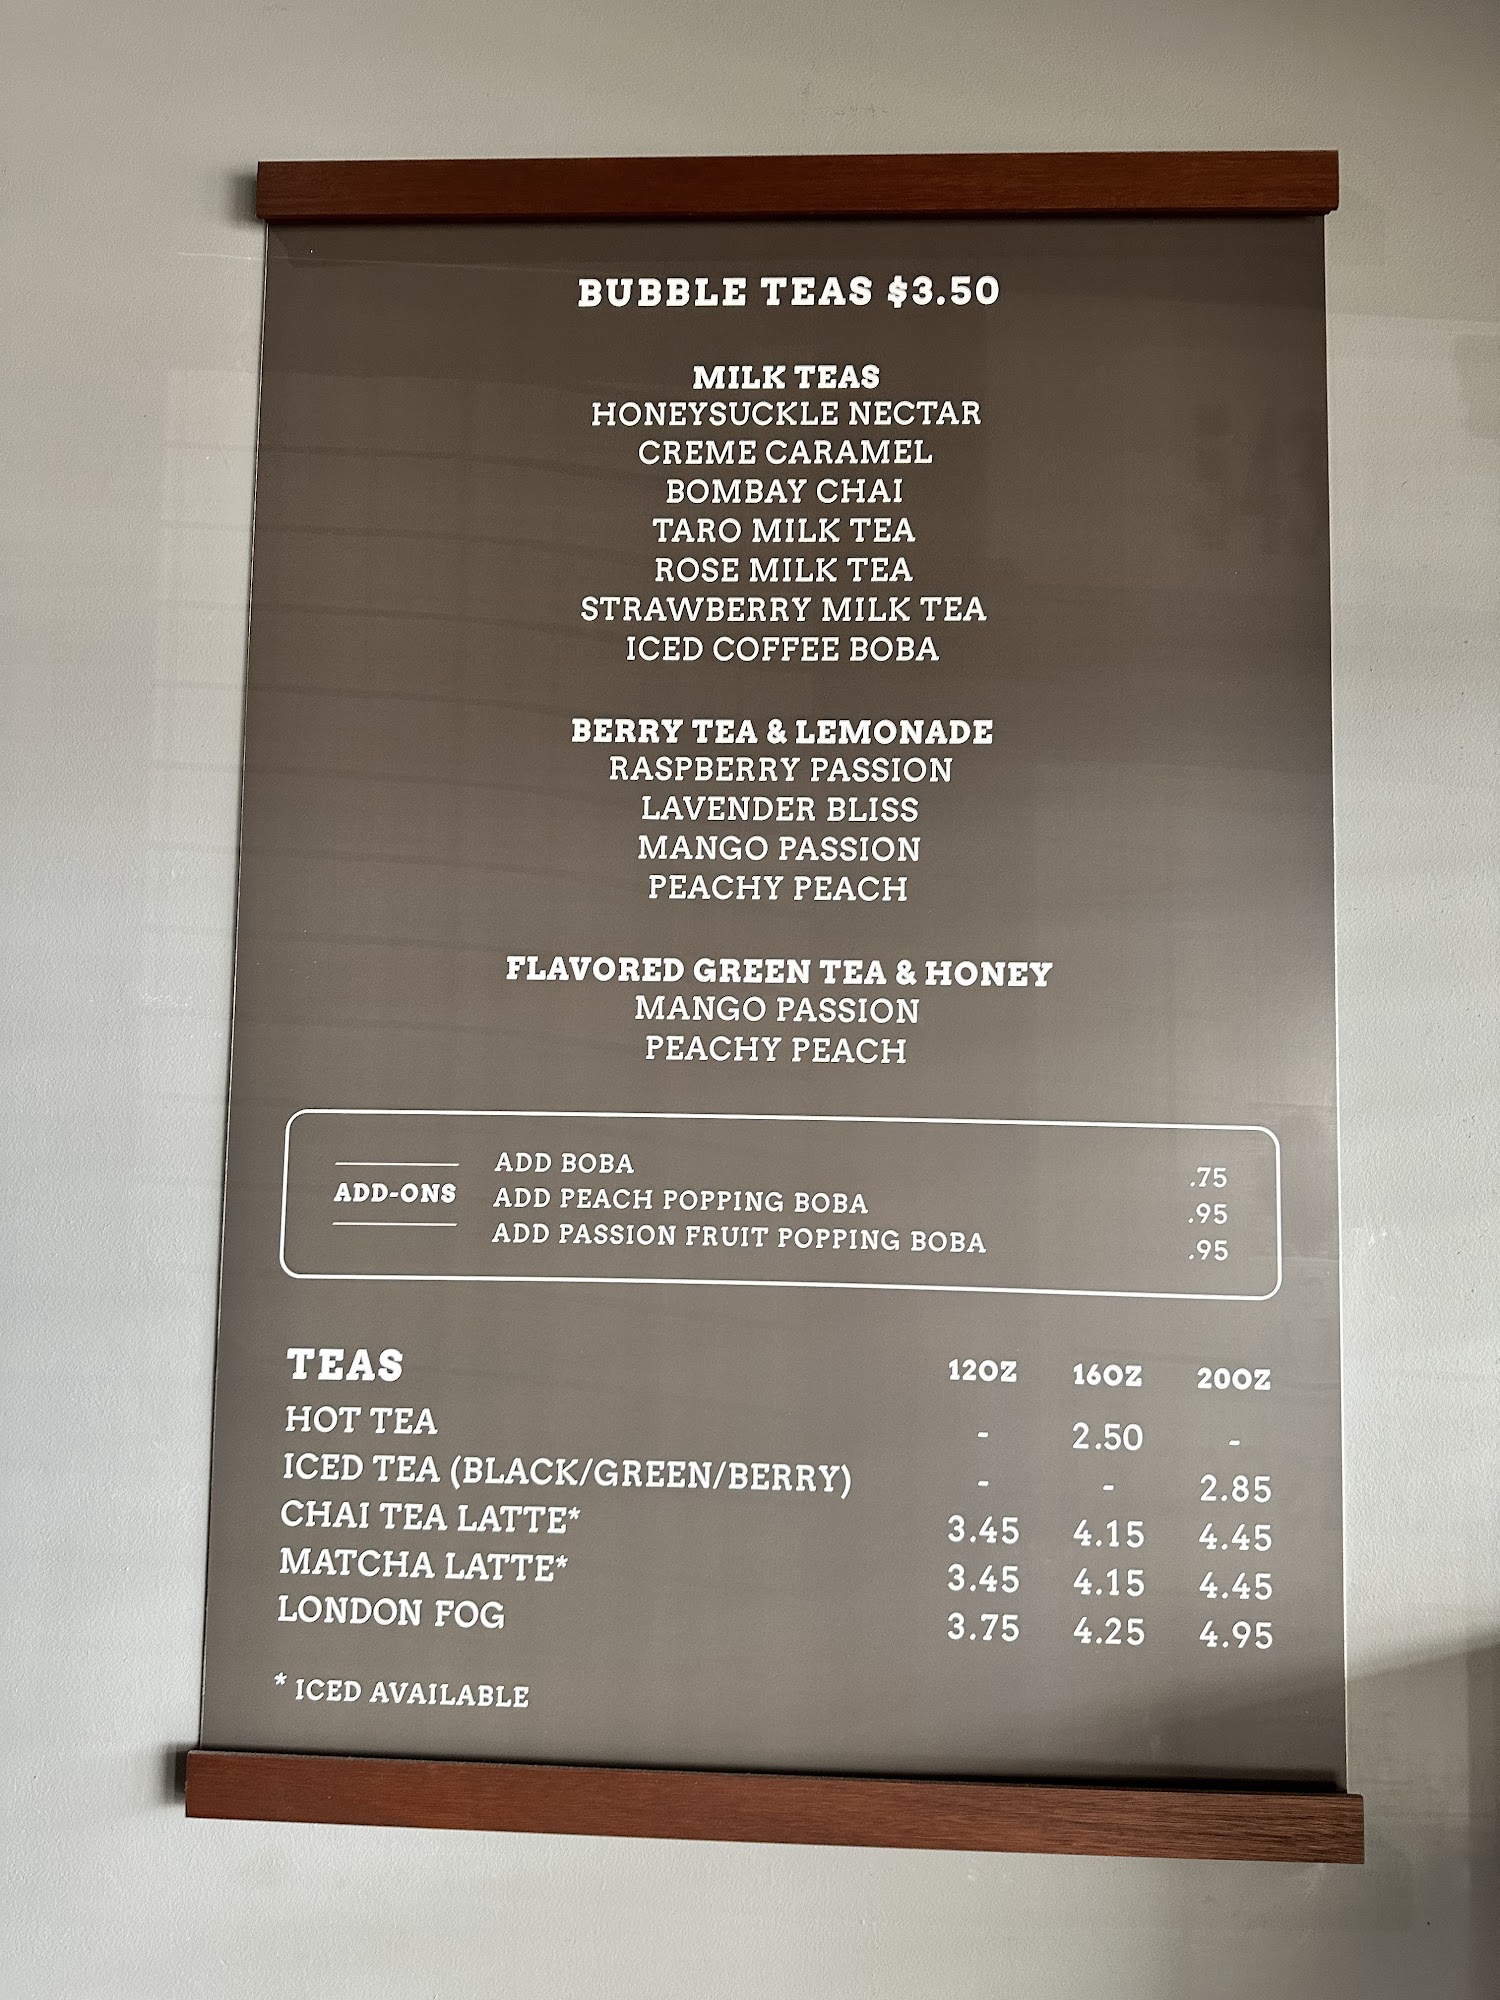 BUBBLE TEAS $3.50
MILK TEAS
HONEYSUCKLE NECTAR
CREME CARAMEL
BOMBAY CHAI
TARO MILK TEA
ROSE MILK TEA
STRAWBERRY MILK TEA
ICED COFFEE BOBA
BERRY TEA & LEMONADE
RASPBERRY PASSION
LAVENDER BLISS
MANGO PASSION
PEACHY PEACH
FLAVORED GREEN TEA & HONEY
MANGO PASSION
PEACHY PEACH
ADD-ONS
ADD BOBA .75
ADD PEACH POPPING BOBA .95
ADD PASSION FRUIT POPPING BOBA .95
TEAS 12OZ 16OZ 20OZ
HOT TEA - 2.50 -
ICED TEA (BLACK/GREEN/BERRY) - - 2.85
CHAI TEA LATTE* 3.45 4.15 4.45
MATCHA LATTE* 3.45 4.15 4.45
LONDON FOG 3.75 4.25 4.95
* ICED AVAILABLE